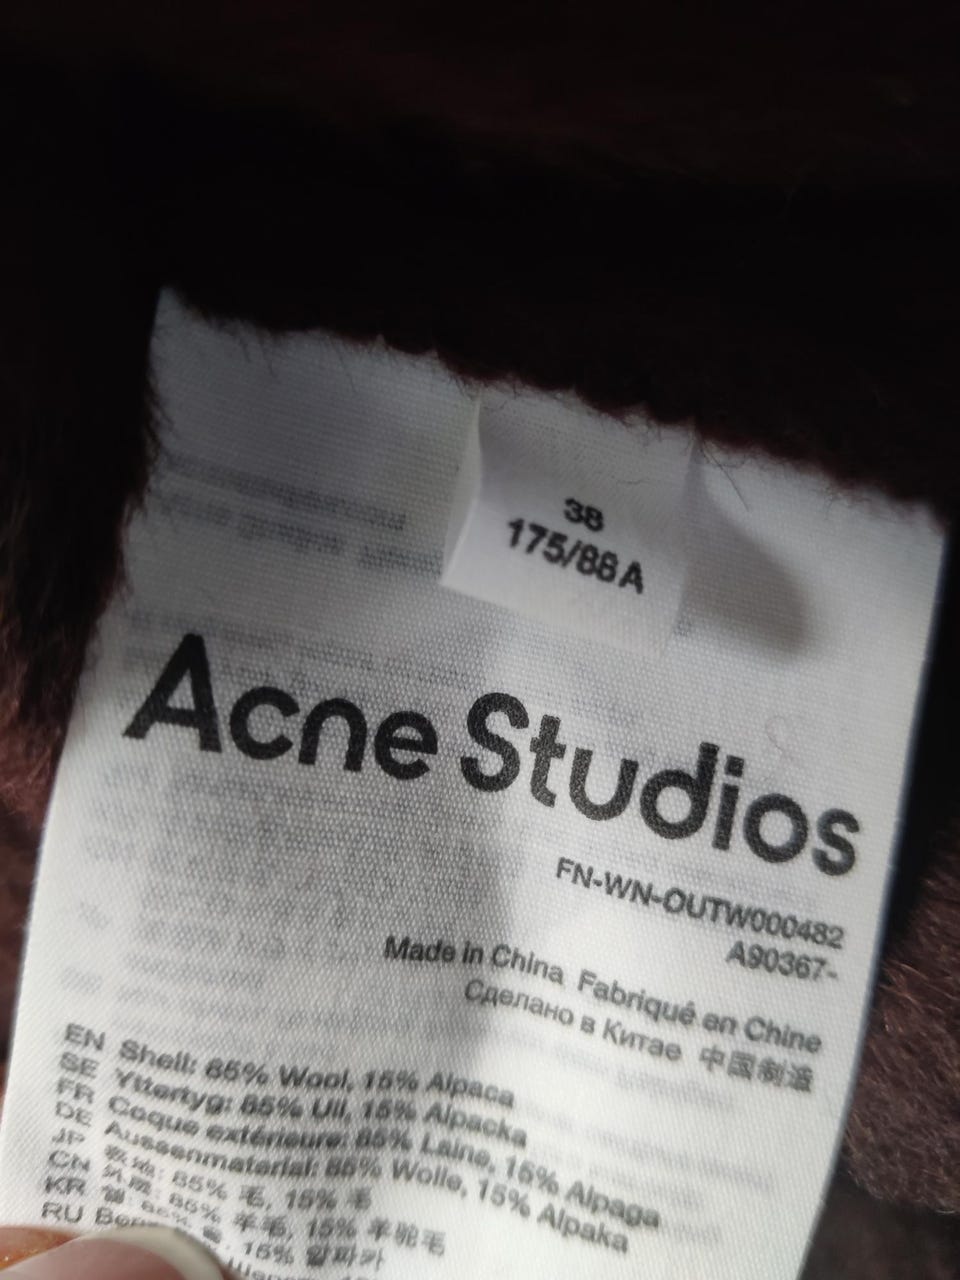 38
175/88A
Acne Studios
FN-WN-OUTW000482
A90367-
Made in China Fabriqué en Chine
Сделано в Китае 中国制造
EN Shell: 85% Wool, 15% Alpaca
SE Yttertyg: 85% Ull, 15% Alpacka
FR Coque extérieure: 85% Laine, 15% Alpaga
DE Aussenmaterial: 85% Wolle, 15% Alpaka
JP 表地: 85% 毛, 15% 毛
CN 85% 羊毛, 15% 羊驼毛
KR 15% 알파카
RU